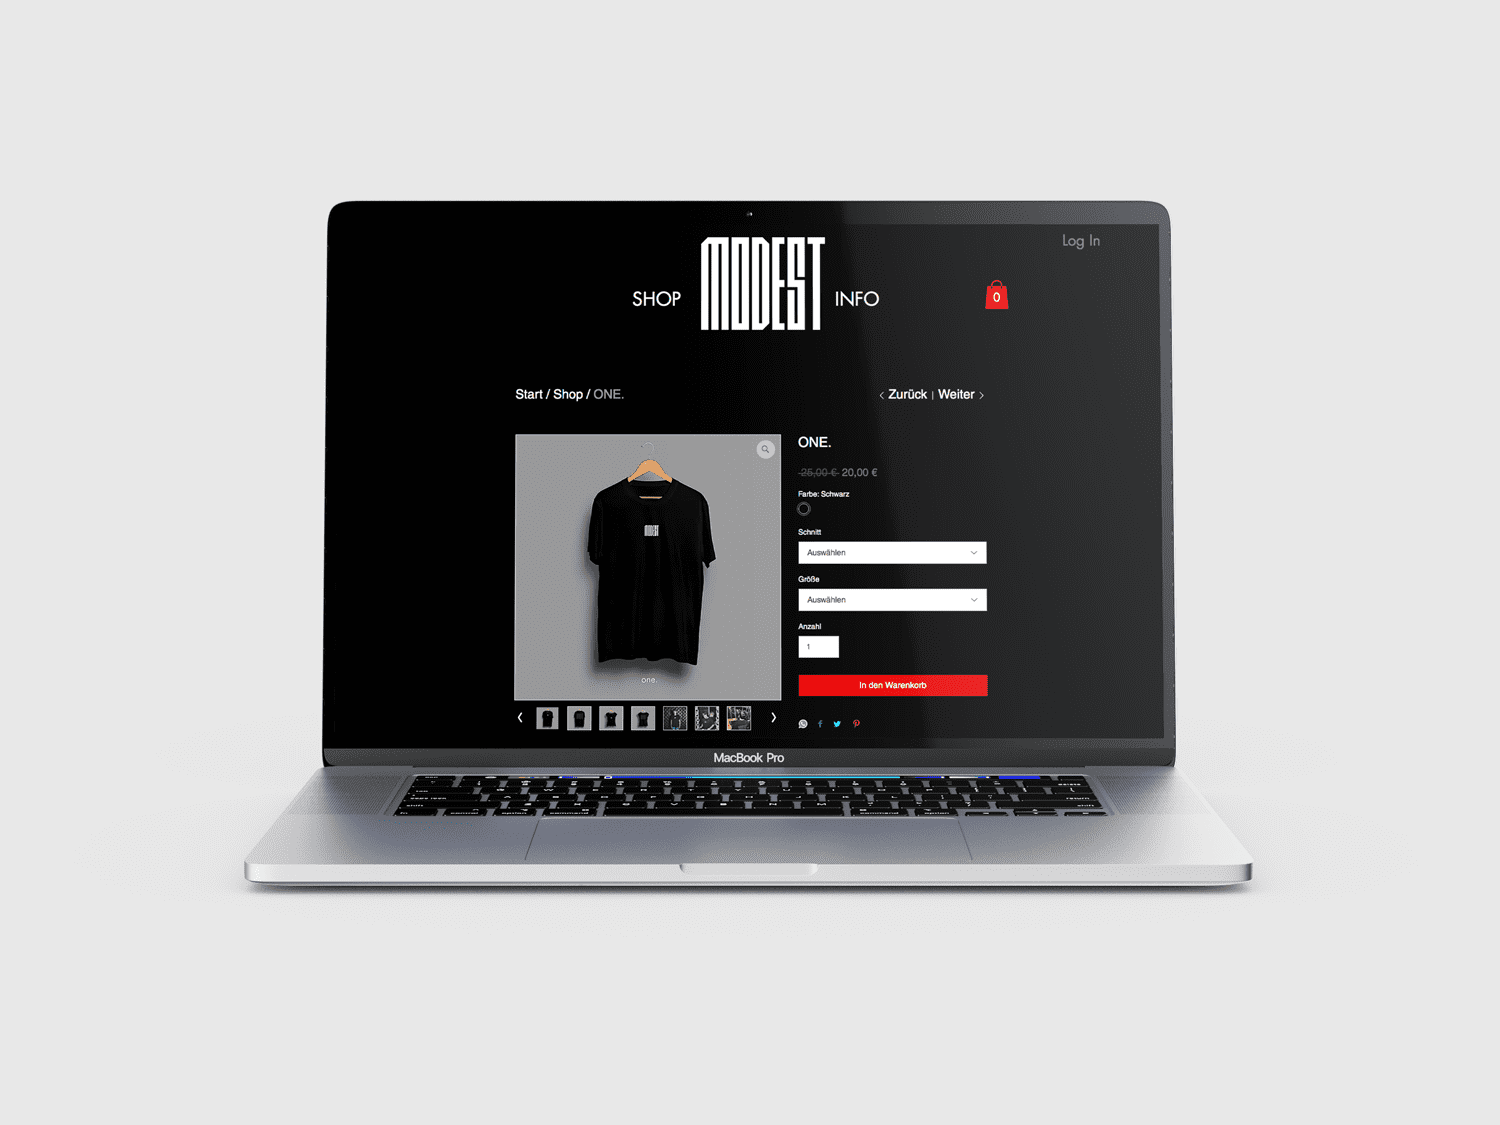 Log In
MODEST
SHOP
INFO
0
Start / Shop / ONE.
< Zurück | Weiter >
MODEST
one.
ONE.
25,00 € 20,00 €
Farbe: Schwarz
Schnitt
Auswählen
Größe
Auswählen
Anzahl
1
In den Warenkorb
MacBook Pro